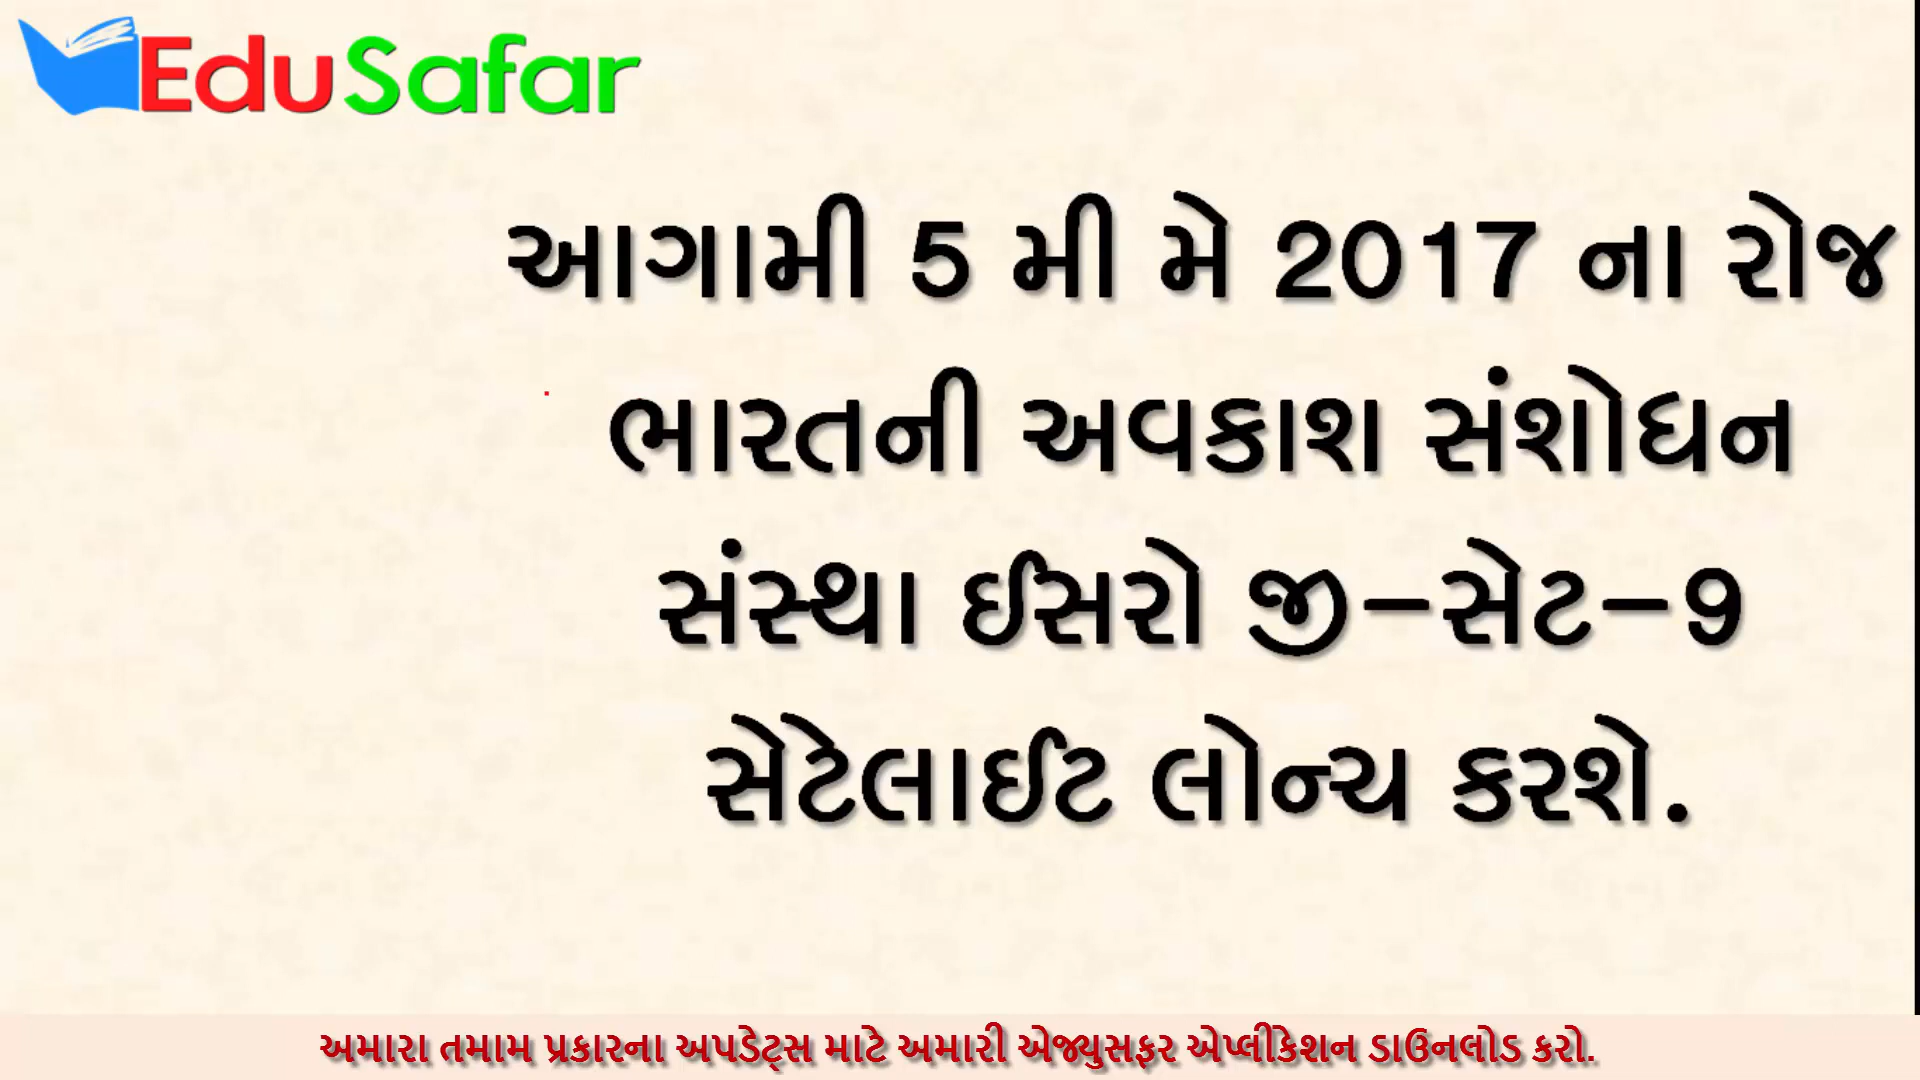 EduSafar
આગામી 5 મી મે 2017 ના રોજ
ભારતની અવકાશ સંશોધન
સંસ્થા ઈસરો જી-સેટ-9
સેટેલાઈટ લોન્ચ કરશે.
અમારા તમામ પ્રકારના અપડેટ્સ માટે અમારી એજ્યુસફર એપ્લીકેશન ડાઉનલોડ કરો.